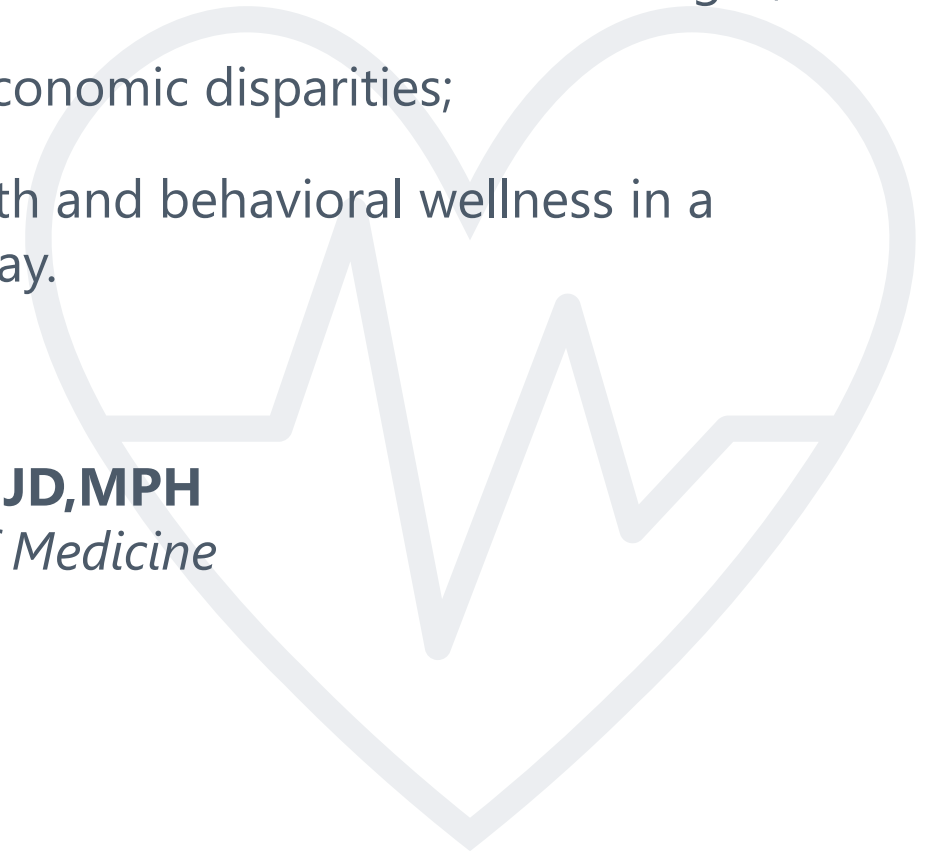 conomic disparities;
th and behavioral wellness in a
ay.
JD,MPH
Medicine